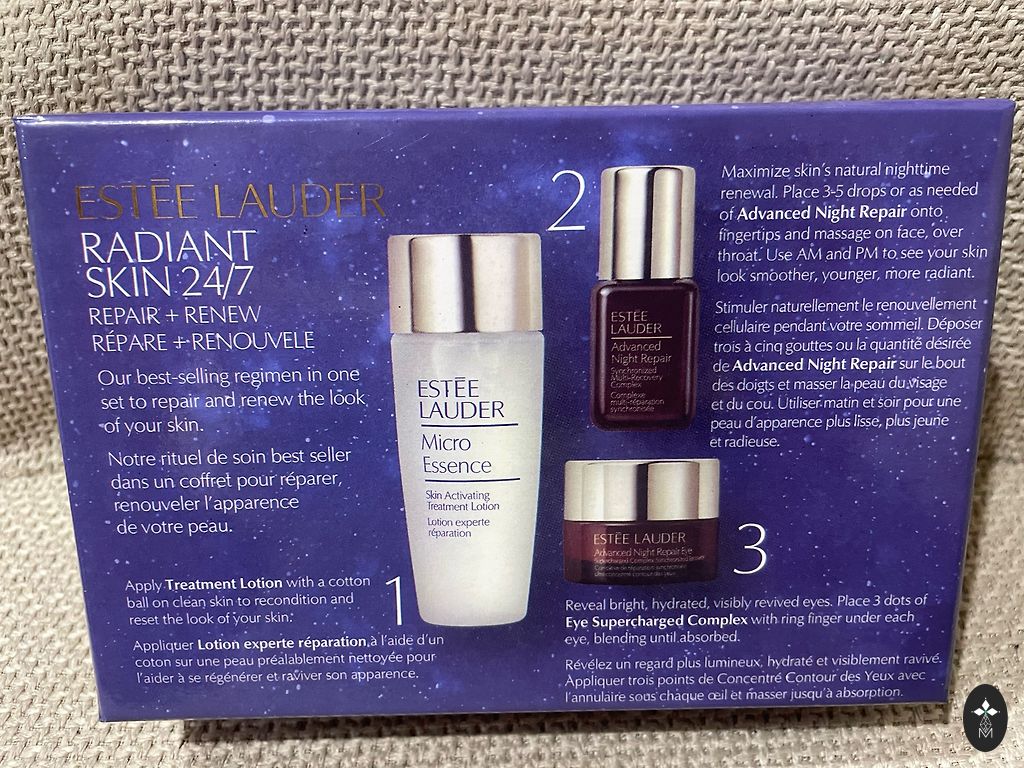 ESTĒE LAUDER
RADIANT
SKIN 24/7
REPAIR + RENEW
RÉPARE + RENOUVELE
Our best-selling regimen in one
set to repair and renew the look
of your skin.
Notre rituel de soin best seller
dans un coffret pour réparer,
renouveler l'apparence
de votre peau.
Apply Treatment Lotion with a cotton
ball on clean skin to recondition and
reset the look of your skin.
Appliquer Lotion experte réparation à l'aide d'un
coton sur une peau préalablement nettoyée pour
l'aider à se régénérer et raviver son apparence.
1
ESTĒE
LAUDER
Micro
Essence
Skin Activating
Treatment Lotion
Lotion experte
réparation
2
ESTĒE
LAUDER
Advanced
Night Repair
Synchronized
Multi-Recovery
Complex
Complexe
multi-réparation
synchronisée
Maximize skin's natural nighttime
renewal. Place 3-5 drops or as needed
of Advanced Night Repair onto
fingertips and massage on face, over
throat. Use AM and PM to see your skin
look smoother, younger, more radiant.
Stimuler naturellement le renouvellement
cellulaire pendant votre sommeil. Déposer
trois à cinq gouttes ou la quantité désirée
de Advanced Night Repair sur le bout
des doigts et masser la peau du visage
et du cou. Utiliser matin et soir pour une
peau d'apparence plus lisse, plus jeune
et radieuse.
ESTĒE LAUDER
Advanced Night Repair Eye
Supercharged Complex Synchronized Recovery
3
Reveal bright, hydrated, visibly revived eyes. Place 3 dots of
Eye Supercharged Complex with ring finger under each
eye, blending until absorbed.
Révélez un regard plus lumineux, hydraté et visiblement ravivé.
Appliquer trois points de Concentré Contour des Yeux avec
l'annulaire sous chaque œil et masser jusqu'à absorption.
M